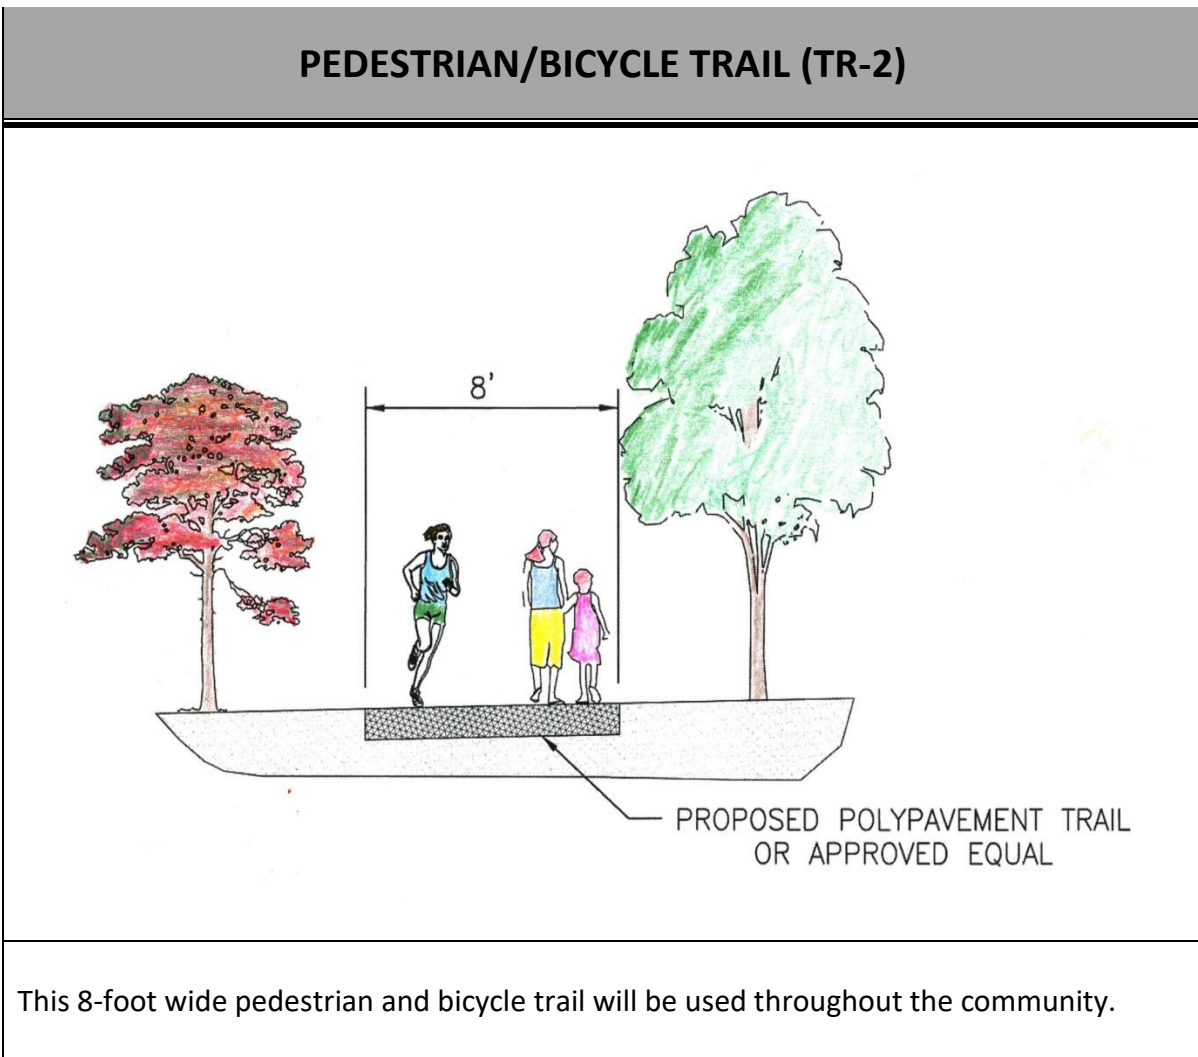 PEDESTRIAN/BICYCLE TRAIL (TR-2)
8'
PROPOSED POLYPAVEMENT TRAIL
OR APPROVED EQUAL
This 8-foot wide pedestrian and bicycle trail will be used throughout the community.